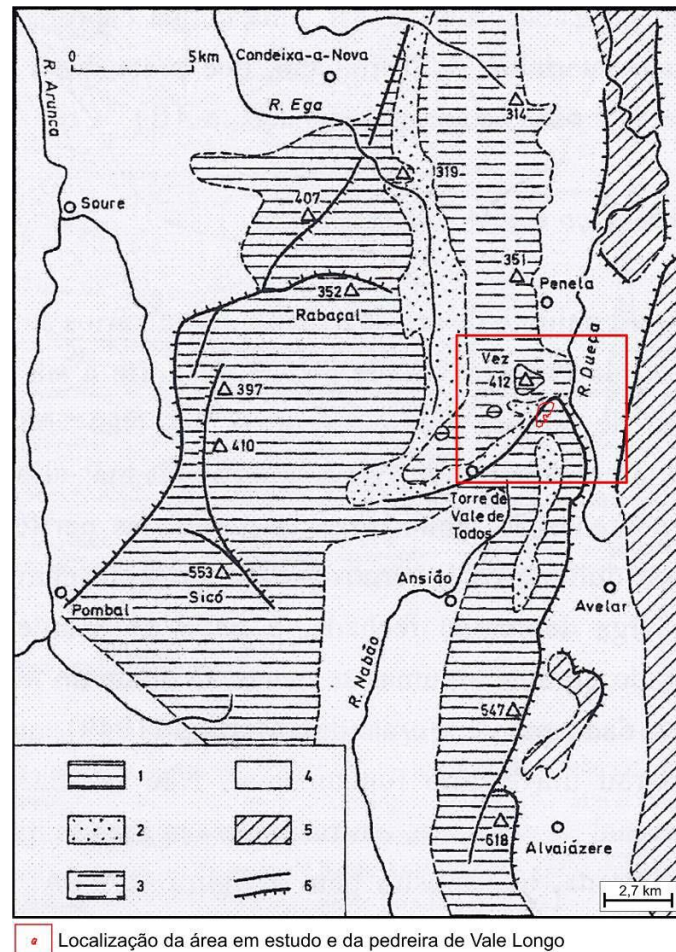 0 5km
Condeixa-a-Nova
R. Arunca
R. Ega
314
319
Soure
407
351
352
Penela
Rabaçal
Vez
412
R. Dueça
397
410
Torre de
Vale de
Todos
Ansião
553
Sicó
Pombal
Avelar
R. Nabão
547
618
Alvaiázere
1
2
3
4
5
6
2,7 km
a Localização da área em estudo e da pedreira de Vale Longo